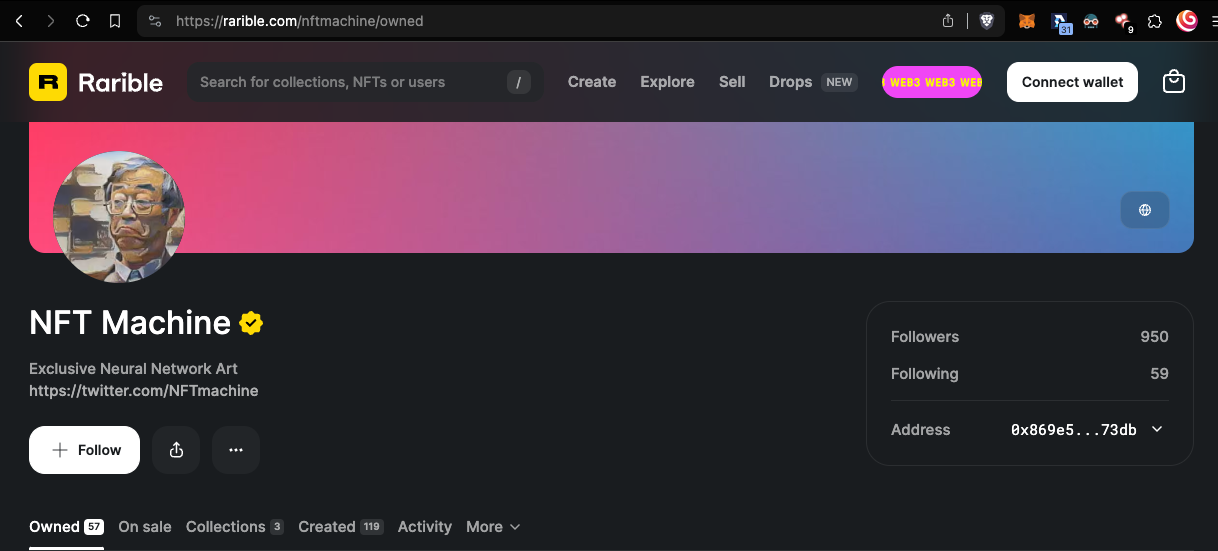 https://rarible.com/nftmachine/owned
31
9
R Rarible
Search for collections, NFTs or users /
Create Explore Sell Drops NEW
WEB3 WEB3 WEB
Connect wallet
NFT Machine
Exclusive Neural Network Art
https://twitter.com/NFTmachine
Follow
...
Followers 950
Following 59
Address 0x869e5...73db
Owned 57 On sale Collections 3 Created 119 Activity More